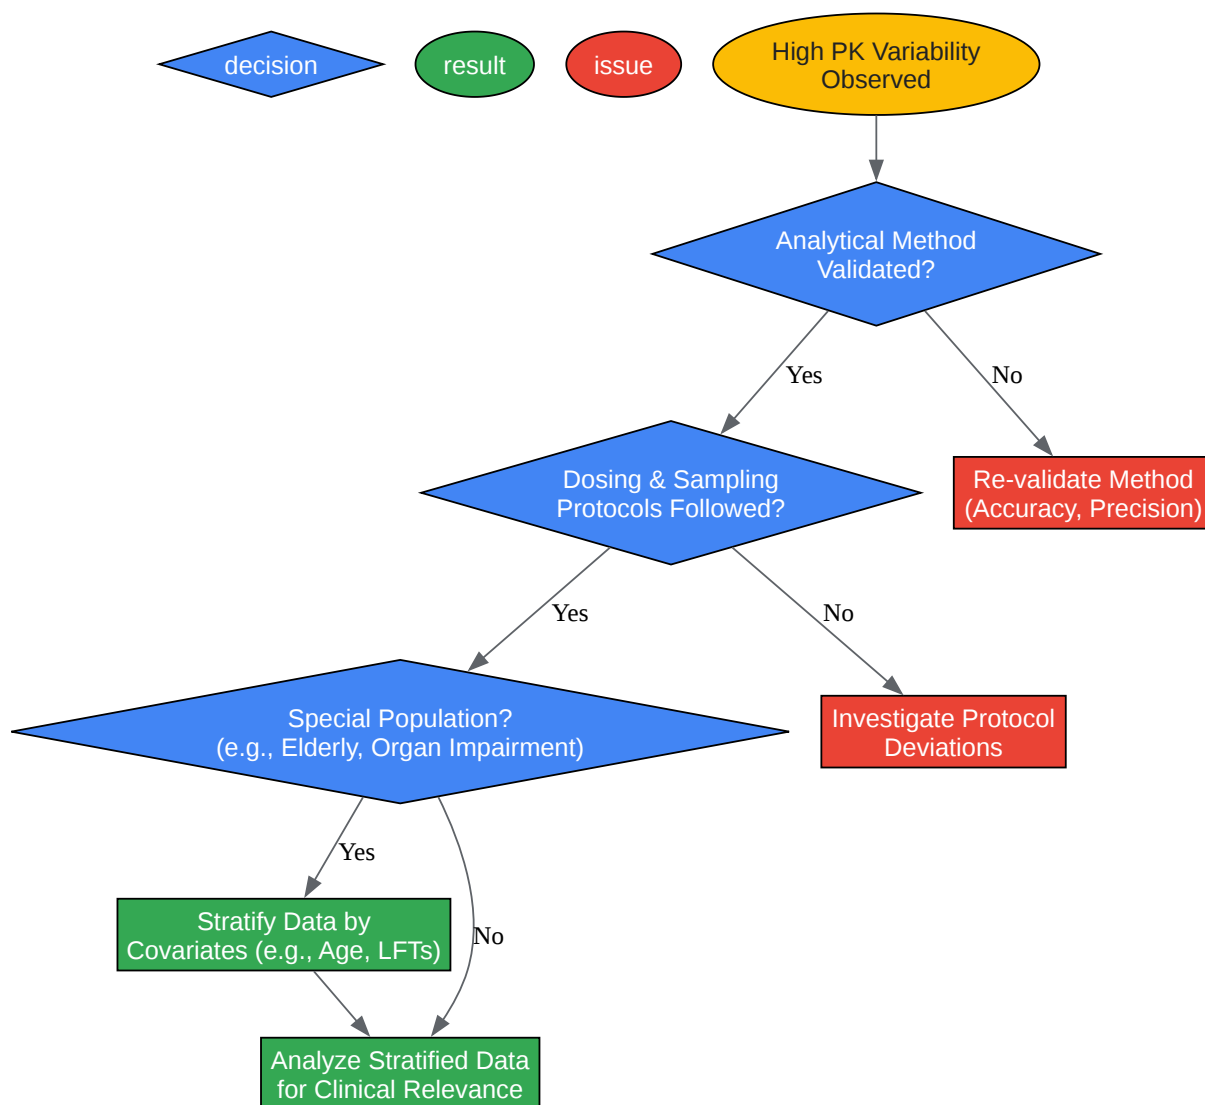 decision
result
issue
High PK Variability
Observed
Analytical Method
Validated?
Yes
No
Dosing & Sampling
Protocols Followed?
Re-validate Method
(Accuracy, Precision)
Yes
No
Special Population?
(e.g., Elderly, Organ Impairment)
Investigate Protocol
Deviations
Yes
No
Stratify Data by
Covariates (e.g., Age, LFTs)
Analyze Stratified Data
for Clinical Relevance